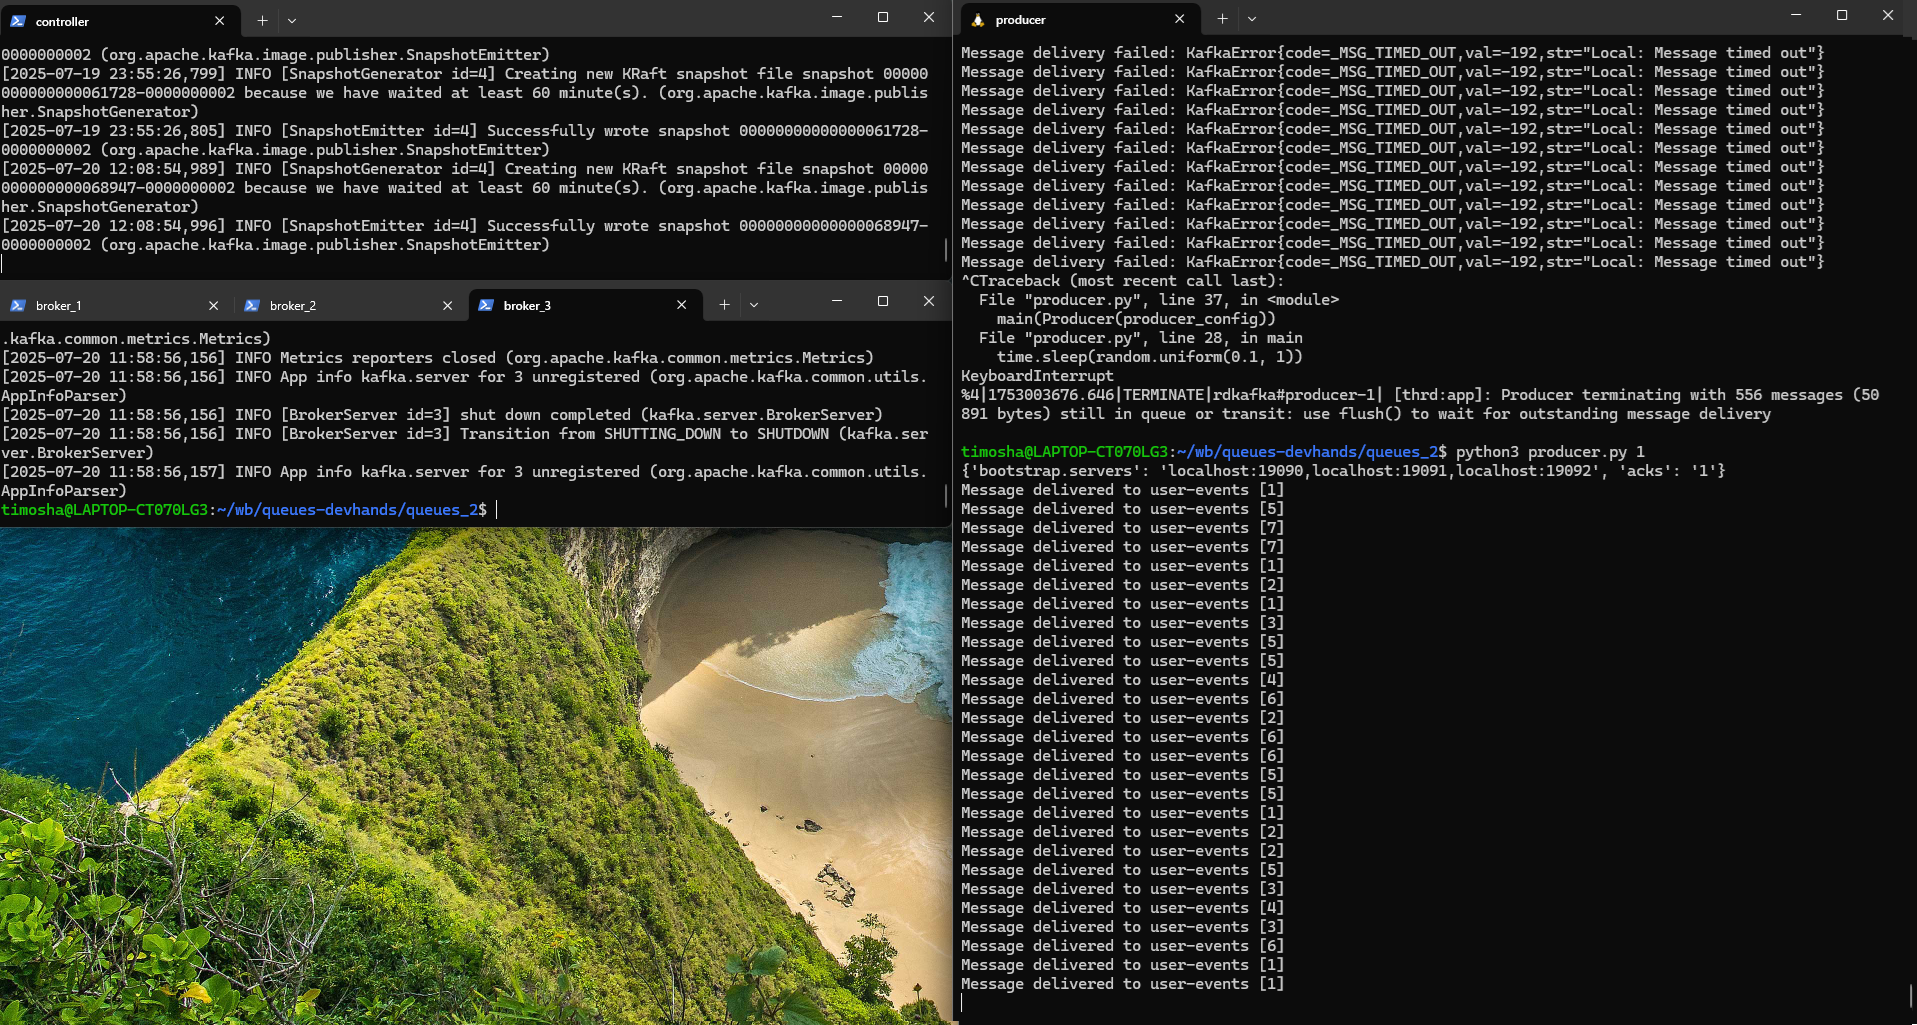 controller
0000000002 (org.apache.kafka.image.publisher.SnapshotEmitter)
[2025-07-19 23:55:26,799] INFO [SnapshotGenerator id=4] Creating new KRaft snapshot file snapshot 00000
000000000061728-0000000002 because we have waited at least 60 minute(s). (org.apache.kafka.image.publis
her.SnapshotGenerator)
[2025-07-19 23:55:26,805] INFO [SnapshotEmitter id=4] Successfully wrote snapshot 00000000000000061728-
0000000002 (org.apache.kafka.image.publisher.SnapshotEmitter)
[2025-07-20 12:08:54,989] INFO [SnapshotGenerator id=4] Creating new KRaft snapshot file snapshot 00000
000000000068947-0000000002 because we have waited at least 60 minute(s). (org.apache.kafka.image.publis
her.SnapshotGenerator)
[2025-07-20 12:08:54,996] INFO [SnapshotEmitter id=4] Successfully wrote snapshot 00000000000000068947-
0000000002 (org.apache.kafka.image.publisher.SnapshotEmitter)
broker_1
broker_2
broker_3
.kafka.common.metrics.Metrics)
[2025-07-20 11:58:56,156] INFO Metrics reporters closed (org.apache.kafka.common.metrics.Metrics)
[2025-07-20 11:58:56,156] INFO App info kafka.server for 3 unregistered (org.apache.kafka.common.utils.
AppInfoParser)
[2025-07-20 11:58:56,156] INFO [BrokerServer id=3] shut down completed (kafka.server.BrokerServer)
[2025-07-20 11:58:56,156] INFO [BrokerServer id=3] Transition from SHUTTING_DOWN to SHUTDOWN (kafka.ser
ver.BrokerServer)
[2025-07-20 11:58:56,157] INFO App info kafka.server for 3 unregistered (org.apache.kafka.common.utils.
AppInfoParser)
timosha@LAPTOP-CT070LG3:~/wb/queues-devhands/queues_2$
producer
Message delivery failed: KafkaError{code=_MSG_TIMED_OUT,val=-192,str="Local: Message timed out"}
Message delivery failed: KafkaError{code=_MSG_TIMED_OUT,val=-192,str="Local: Message timed out"}
Message delivery failed: KafkaError{code=_MSG_TIMED_OUT,val=-192,str="Local: Message timed out"}
Message delivery failed: KafkaError{code=_MSG_TIMED_OUT,val=-192,str="Local: Message timed out"}
Message delivery failed: KafkaError{code=_MSG_TIMED_OUT,val=-192,str="Local: Message timed out"}
Message delivery failed: KafkaError{code=_MSG_TIMED_OUT,val=-192,str="Local: Message timed out"}
Message delivery failed: KafkaError{code=_MSG_TIMED_OUT,val=-192,str="Local: Message timed out"}
Message delivery failed: KafkaError{code=_MSG_TIMED_OUT,val=-192,str="Local: Message timed out"}
Message delivery failed: KafkaError{code=_MSG_TIMED_OUT,val=-192,str="Local: Message timed out"}
Message delivery failed: KafkaError{code=_MSG_TIMED_OUT,val=-192,str="Local: Message timed out"}
Message delivery failed: KafkaError{code=_MSG_TIMED_OUT,val=-192,str="Local: Message timed out"}
Message delivery failed: KafkaError{code=_MSG_TIMED_OUT,val=-192,str="Local: Message timed out"}
^CTraceback (most recent call last):
  File "producer.py", line 37, in <module>
    main(Producer(producer_config))
  File "producer.py", line 28, in main
    time.sleep(random.uniform(0.1, 1))
KeyboardInterrupt
%4|1753003676.646|TERMINATE|rdkafka#producer-1| [thrd:app]: Producer terminating with 556 messages (50
891 bytes) still in queue or transit: use flush() to wait for outstanding message delivery
timosha@LAPTOP-CT070LG3:~/wb/queues-devhands/queues_2$ python3 producer.py 1
{'bootstrap.servers': 'localhost:19090,localhost:19091,localhost:19092', 'acks': '1'}
Message delivered to user-events [1]
Message delivered to user-events [5]
Message delivered to user-events [7]
Message delivered to user-events [7]
Message delivered to user-events [1]
Message delivered to user-events [2]
Message delivered to user-events [1]
Message delivered to user-events [3]
Message delivered to user-events [5]
Message delivered to user-events [5]
Message delivered to user-events [4]
Message delivered to user-events [6]
Message delivered to user-events [2]
Message delivered to user-events [6]
Message delivered to user-events [6]
Message delivered to user-events [5]
Message delivered to user-events [5]
Message delivered to user-events [1]
Message delivered to user-events [2]
Message delivered to user-events [2]
Message delivered to user-events [5]
Message delivered to user-events [3]
Message delivered to user-events [4]
Message delivered to user-events [3]
Message delivered to user-events [6]
Message delivered to user-events [1]
Message delivered to user-events [1]